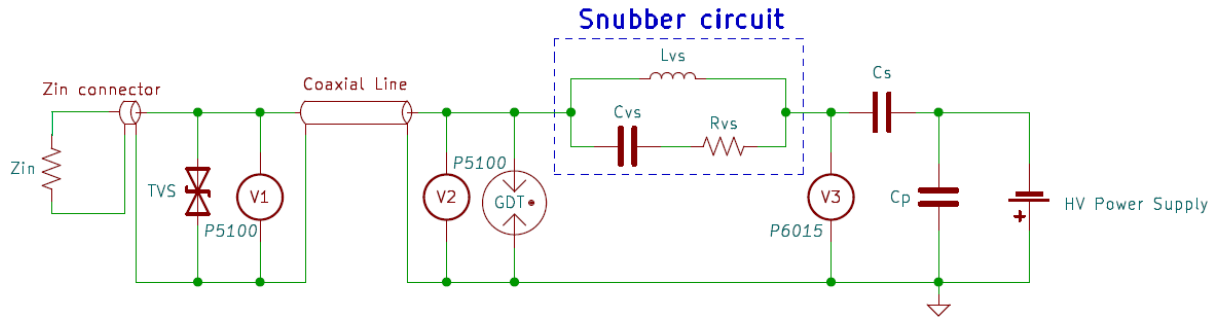 Snubber circuit
Lvs
Zin connector
Coaxial Line
Cs
Cvs
Rvs
P5100
Zin
TVS
V1
V2
GDT
V3
Cp
HV Power Supply
+
P5100
P6015